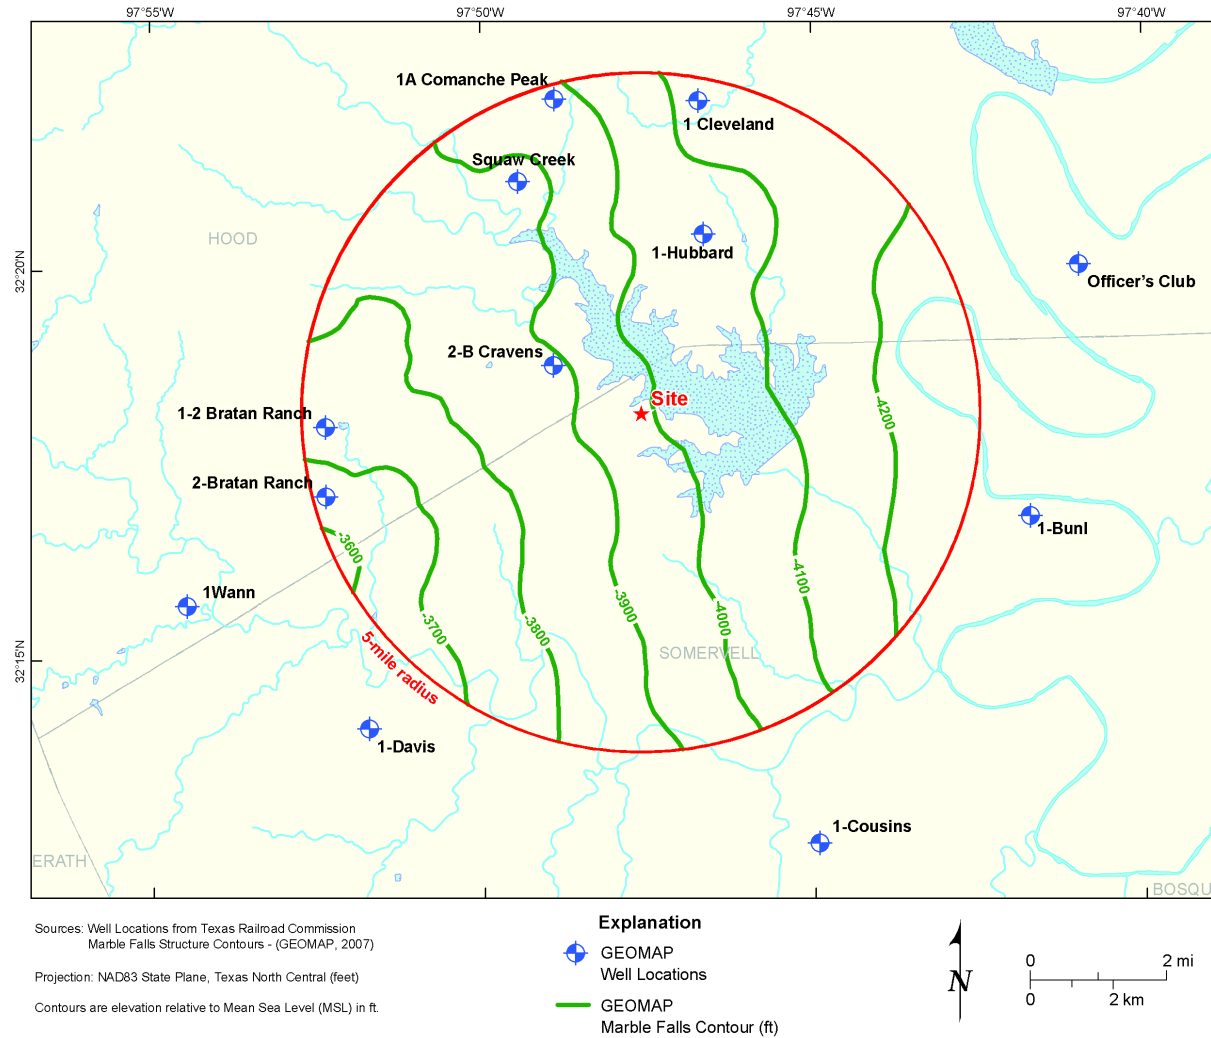 97°55'W
97°50'W
97°45'W
97°40'W
1A Comanche Peak
1 Cleveland
Squaw Creek
HOOD
1-Hubbard
32°20'N
Officer's Club
2-B Cravens
Site
1-2 Bratan Ranch
-4200
2-Bratan Ranch
1-Bunl
-3600
-4100
1Wann
-3900
-4000
-3700
-3800
32°15'N
SOMERVELL
5-mile radius
1-Davis
1-Cousins
ERATH
BOSQU
Sources: Well Locations from Texas Railroad Commission
Marble Falls Structure Contours - (GEOMAP, 2007)
Projection: NAD83 State Plane, Texas North Central (feet)
Contours are elevation relative to Mean Sea Level (MSL) in ft.
Explanation
GEOMAP
Well Locations
GEOMAP
Marble Falls Contour (ft)
N
0 2 mi
0 2 km